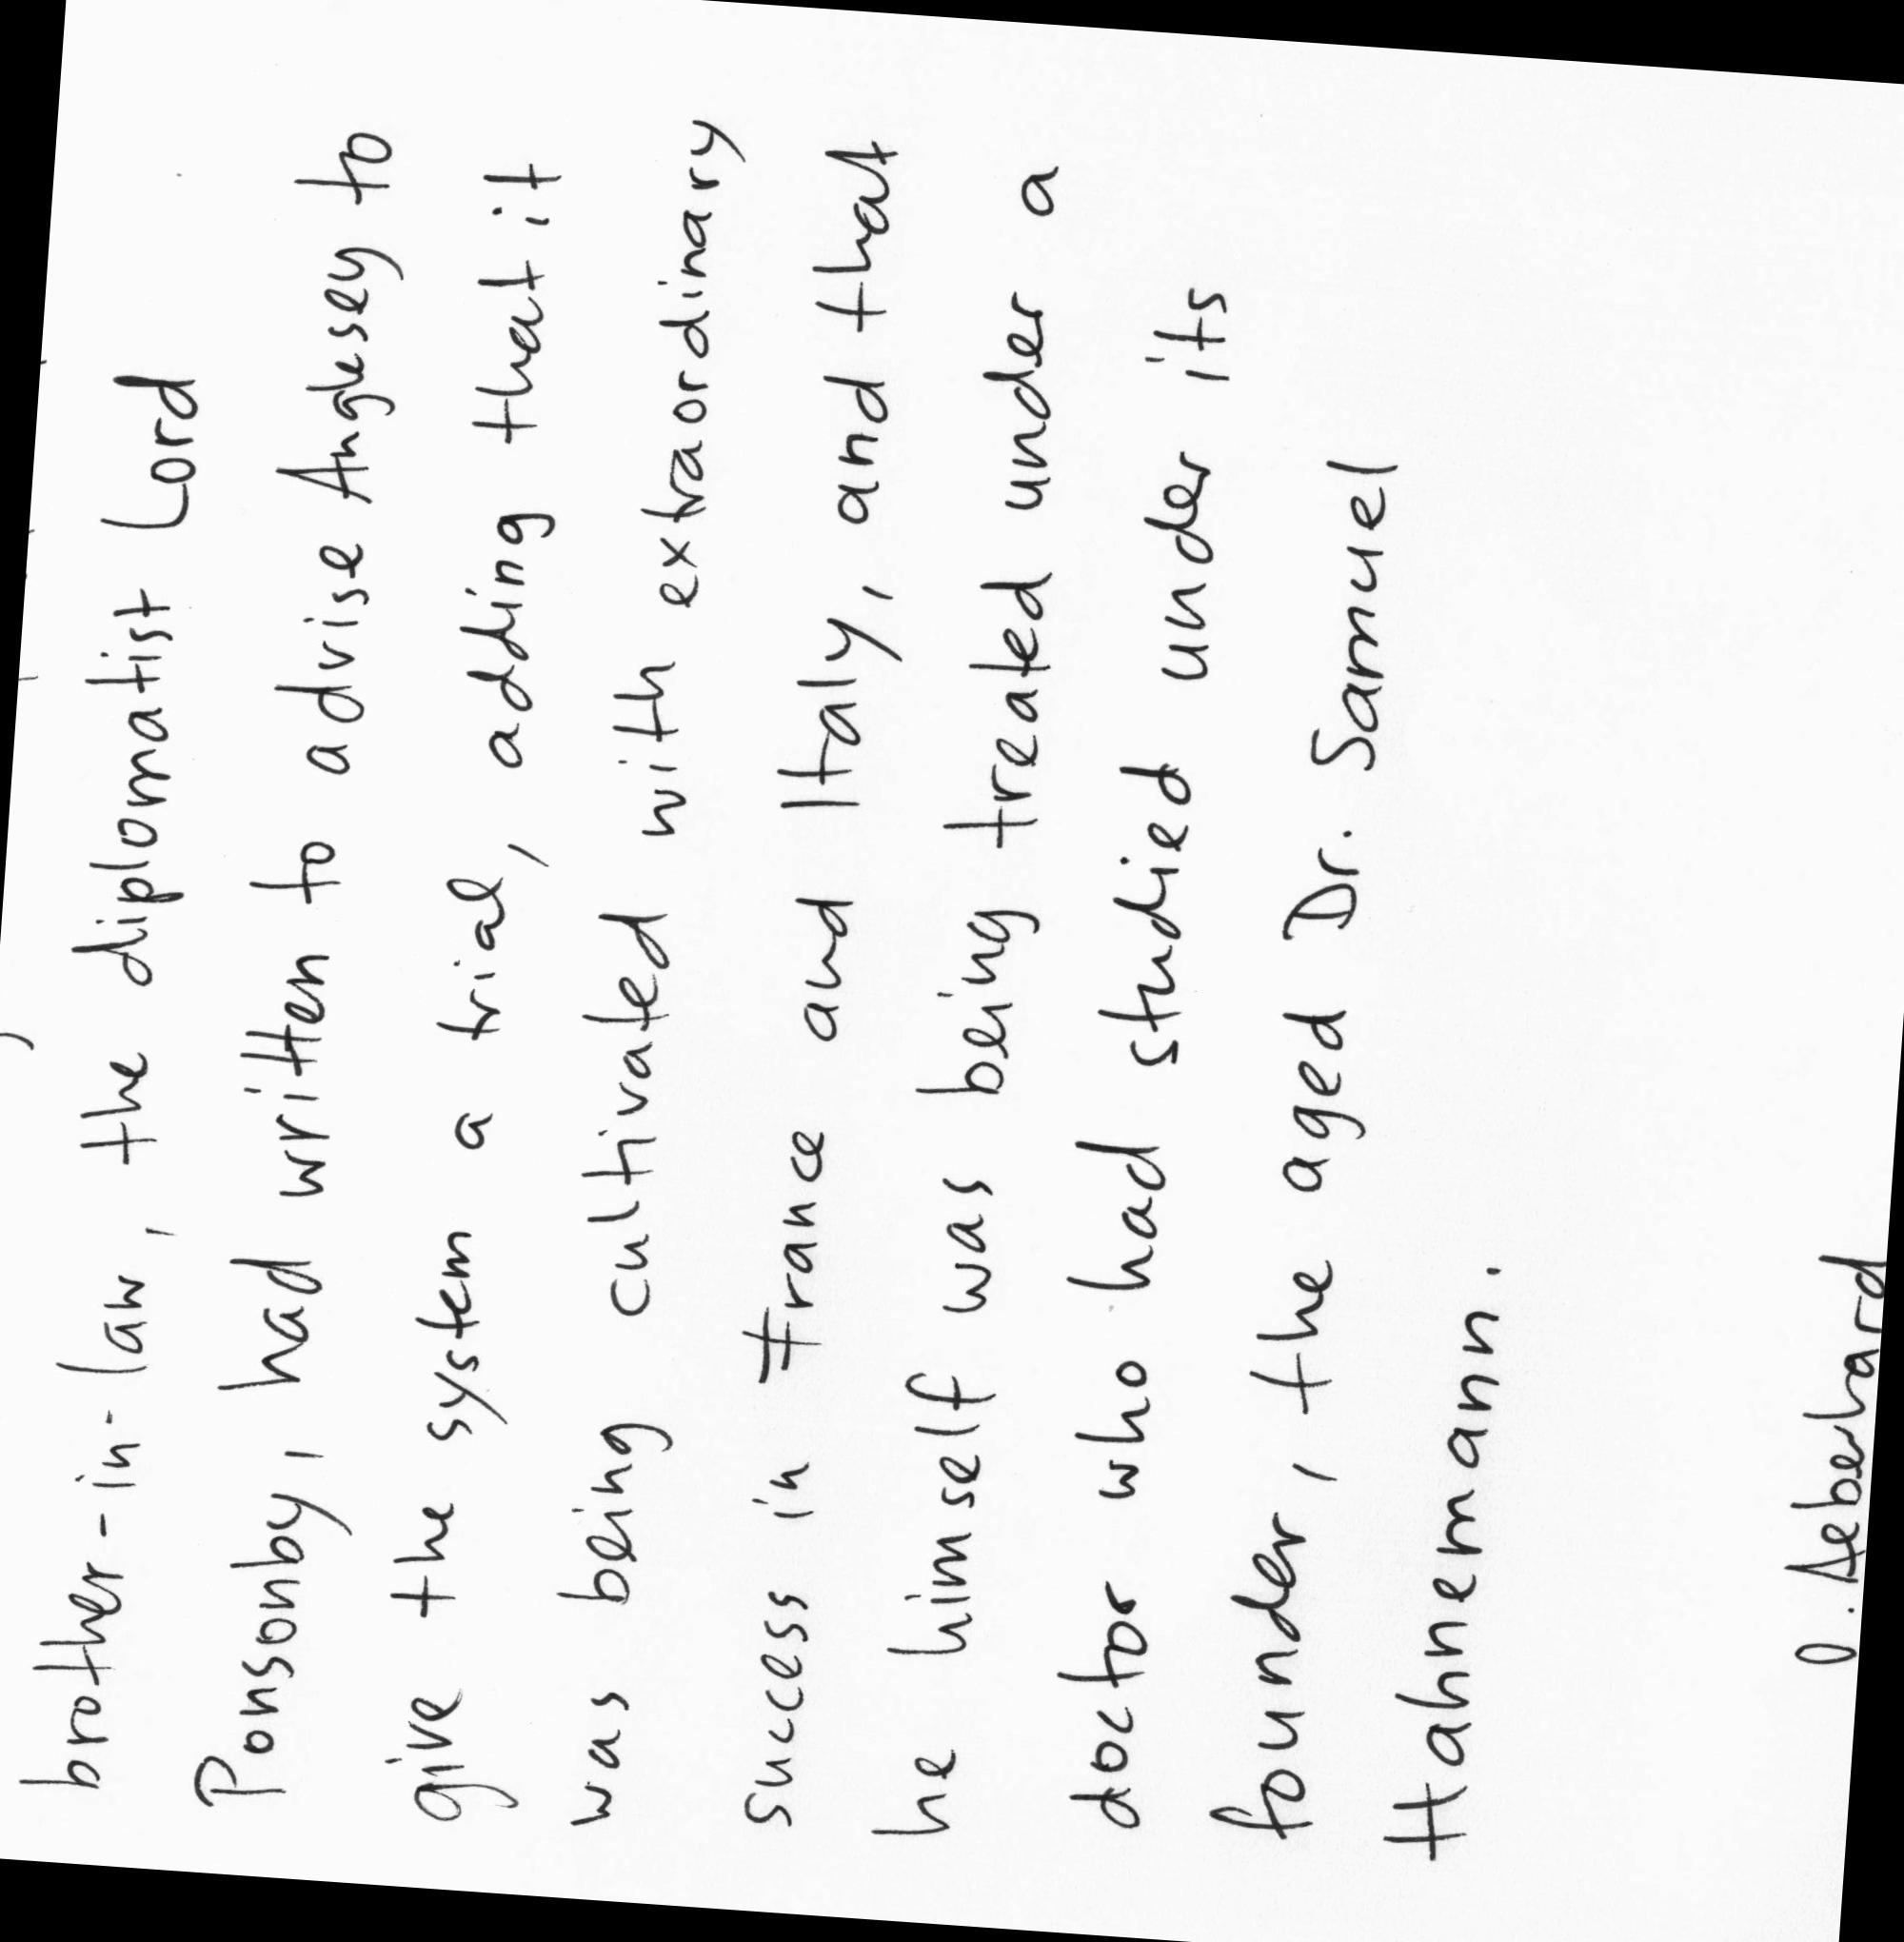 brother-in-law, the diplomatist Lord
Ponsonby, had written to advise Anglesey to
give the system a trial, adding that it
was being cultivated with extraordinary
success in France and Italy, and that
he himself was being treated under a
doctor who had studied under its
founder, the aged Dr. Samuel
Hahnemann.
D. Aeberhard